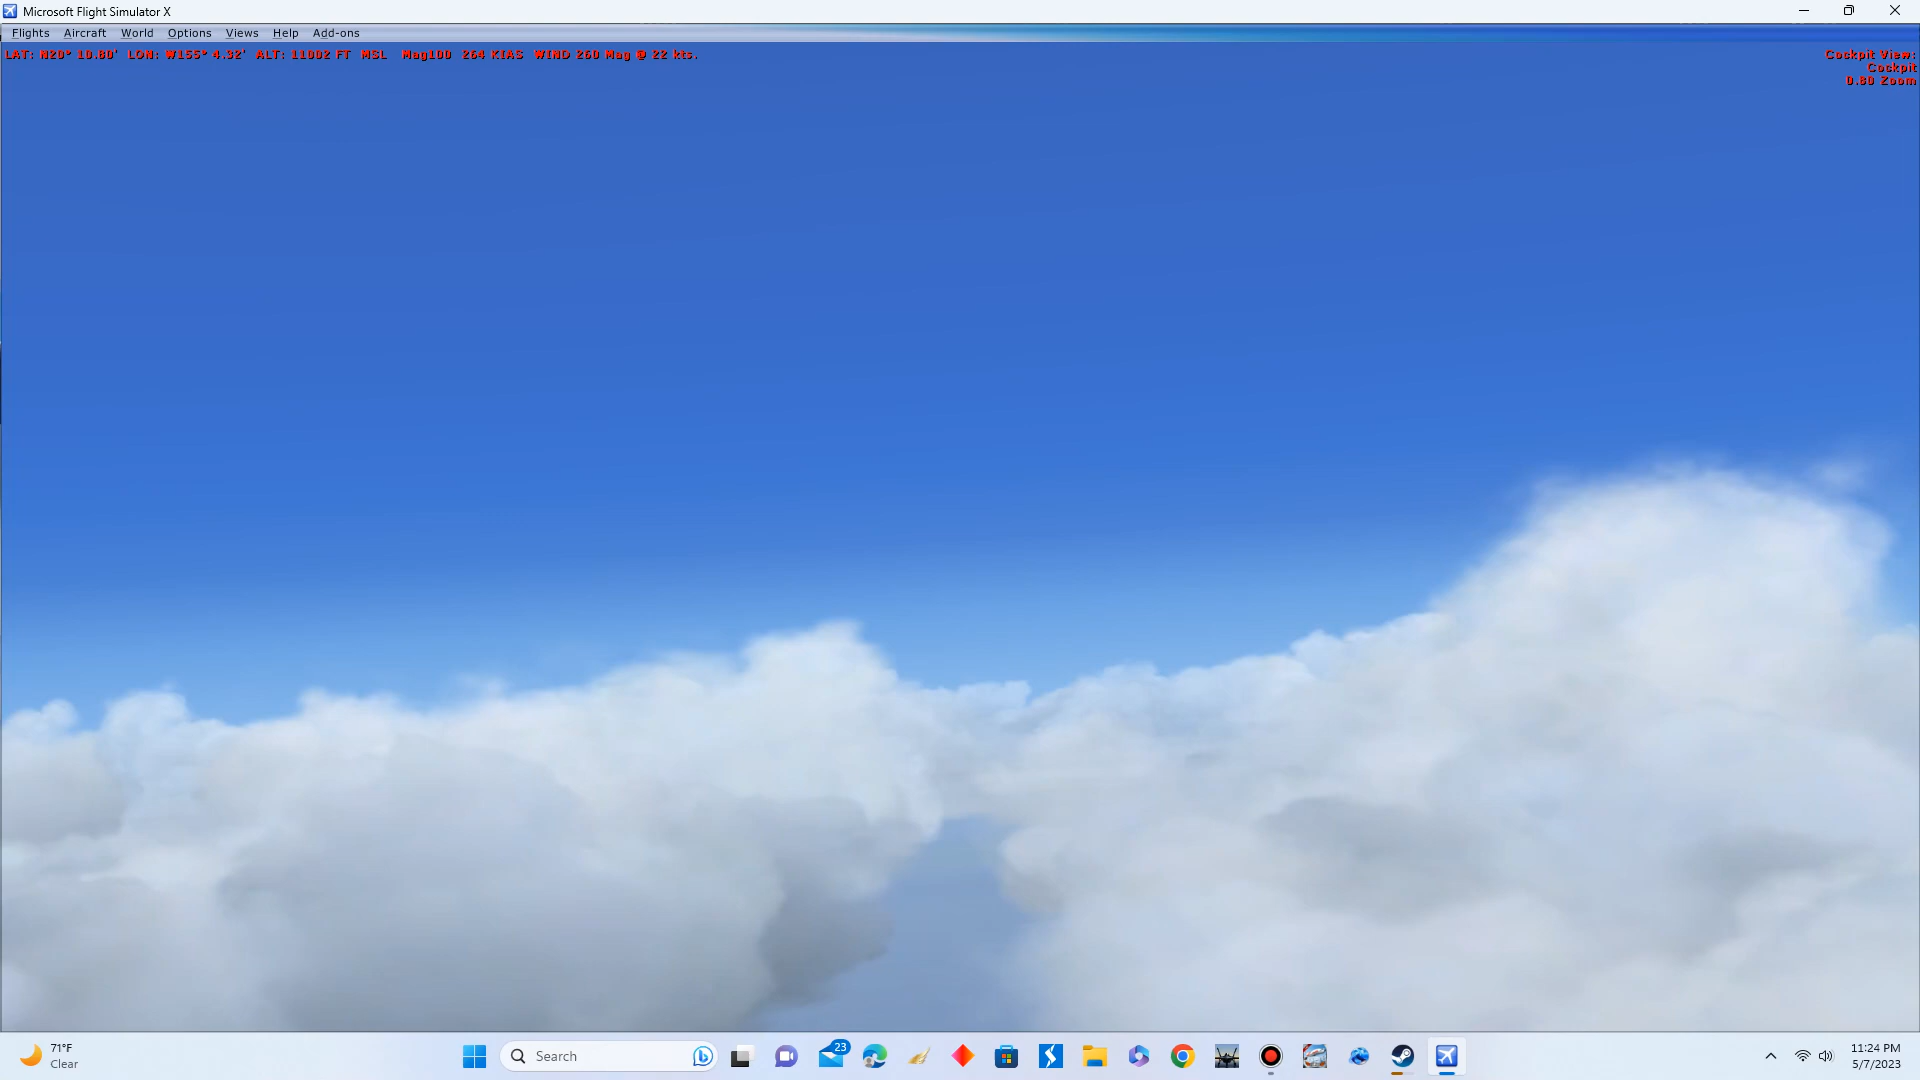 Microsoft Flight Simulator X
Flights Aircraft World Options Views Help Add-ons
LAT: N20° 10.80' LON: W155° 4.32' ALT: 11002 FT MSL Mag100 264 KIAS WIND 260 Mag @ 22 kts.
Cockpit View:
Cockpit
0.80 Zoom
71°F
Clear
Search
23
11:24 PM
5/7/2023